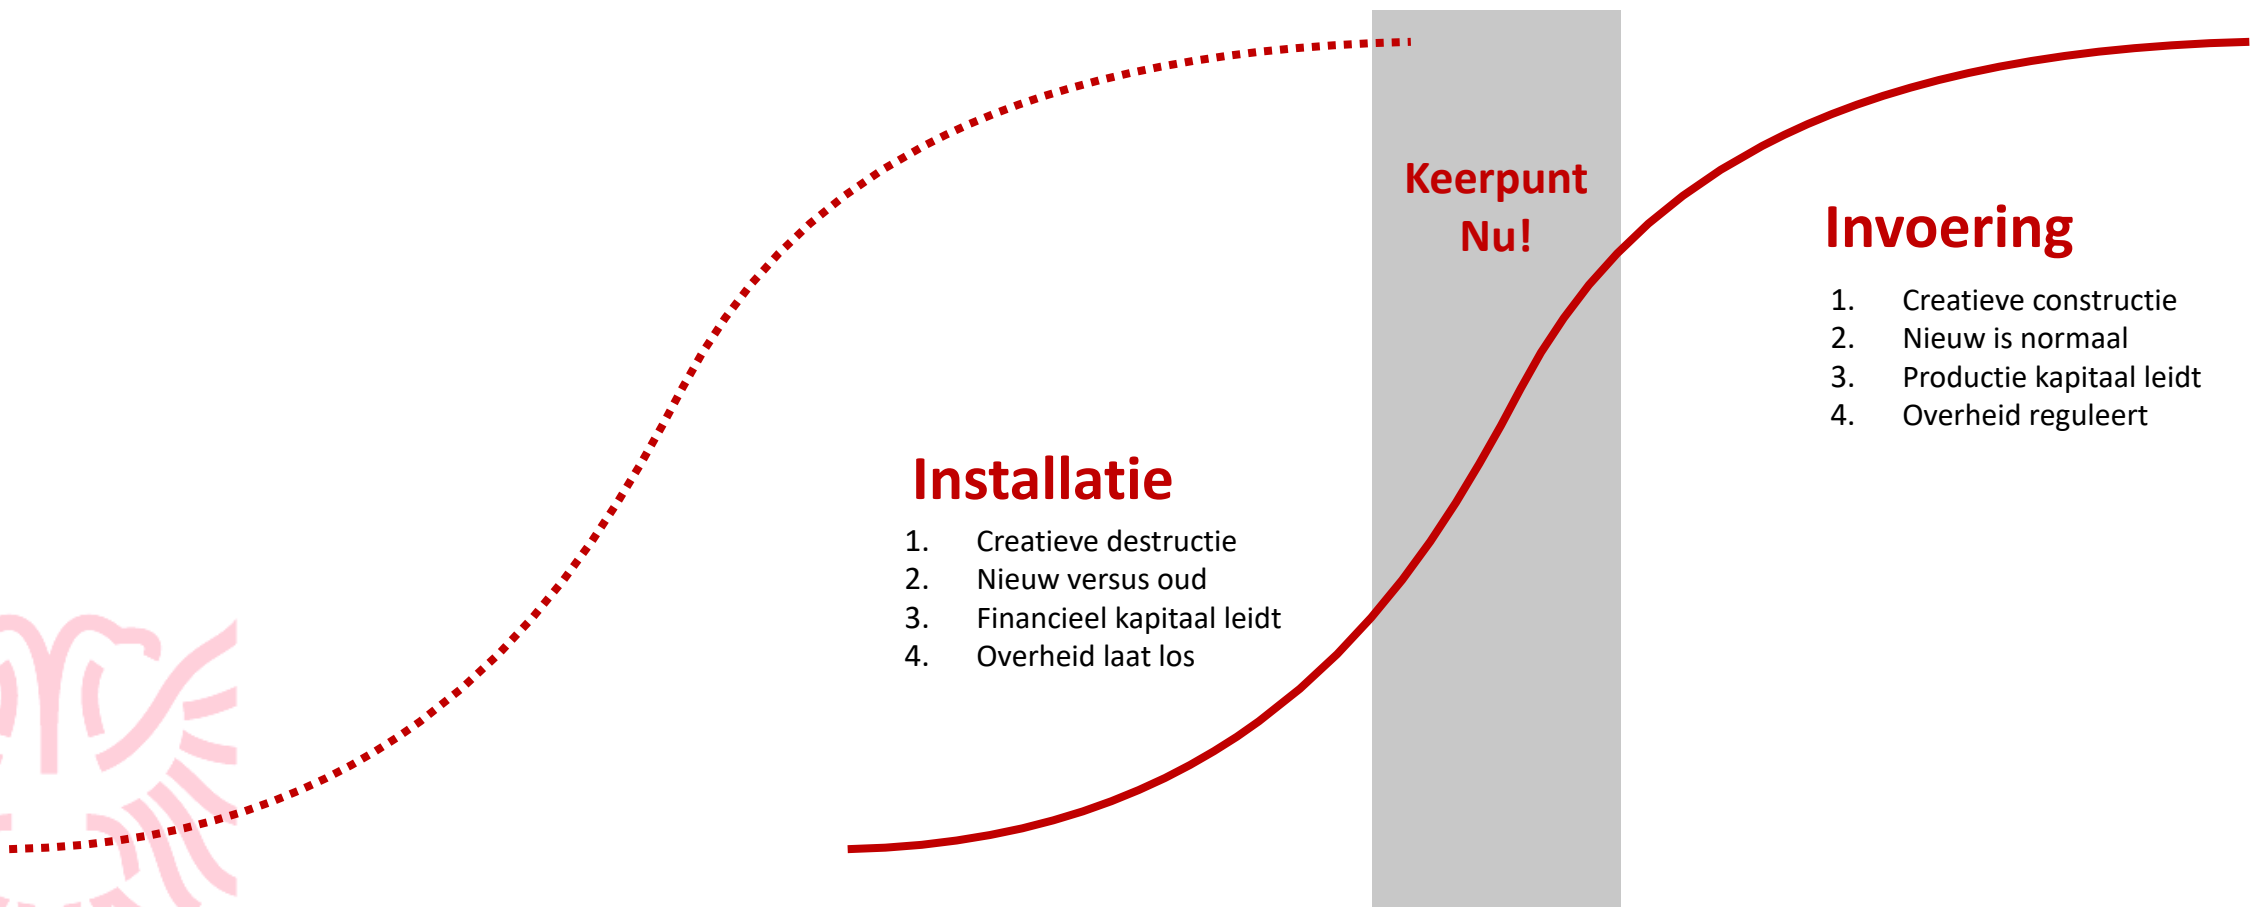 Keerpunt
Nu!
Invoering
1. Creatieve constructie
2. Nieuw is normaal
3. Productie kapitaal leidt
4. Overheid reguleert
Installatie
1. Creatieve destructie
2. Nieuw versus oud
3. Financieel kapitaal leidt
4. Overheid laat los